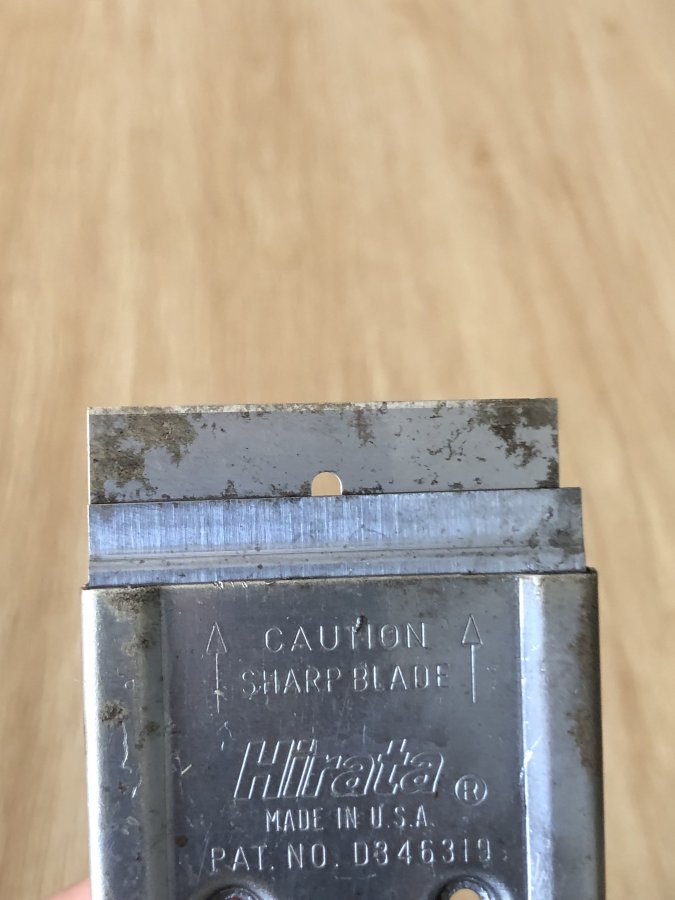 CAUTION
SHARP BLADE
Hirata ®
MADE IN U.S.A.
PAT. NO. D346319